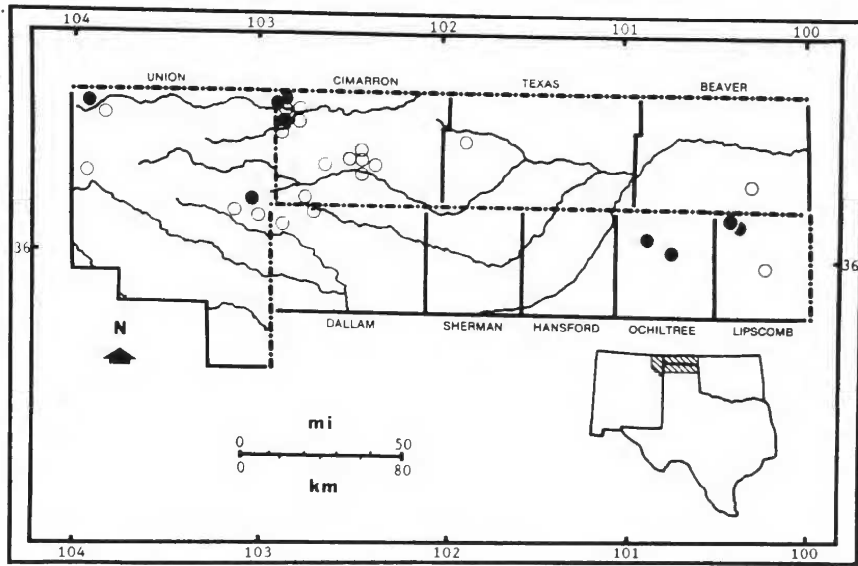 104 103 102 101 100
UNION CIMARRON TEXAS BEAVER
36 36
DALLAM SHERMAN HANSFORD OCHILTREE LIPSCOMB
N
mi
0 50
0 80
km
104 103 102 101 100